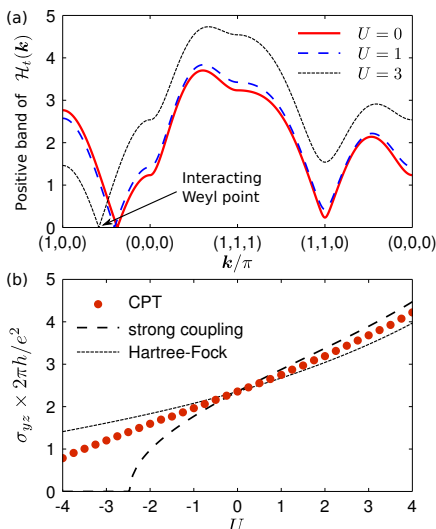 (a)
Positive band of ℋ_t(k)
5
4
3
2
1
0
U = 0
U = 1
U = 3
Interacting
Weyl point
(1,0,0) (0,0,0) (1,1,1) (1,1,0) (0,0,0)
k/π
(b)
σ_yz × 2πh/e²
5
4
3
2
1
0
CPT
strong coupling
Hartree-Fock
-4 -3 -2 -1 0 1 2 3 4
U